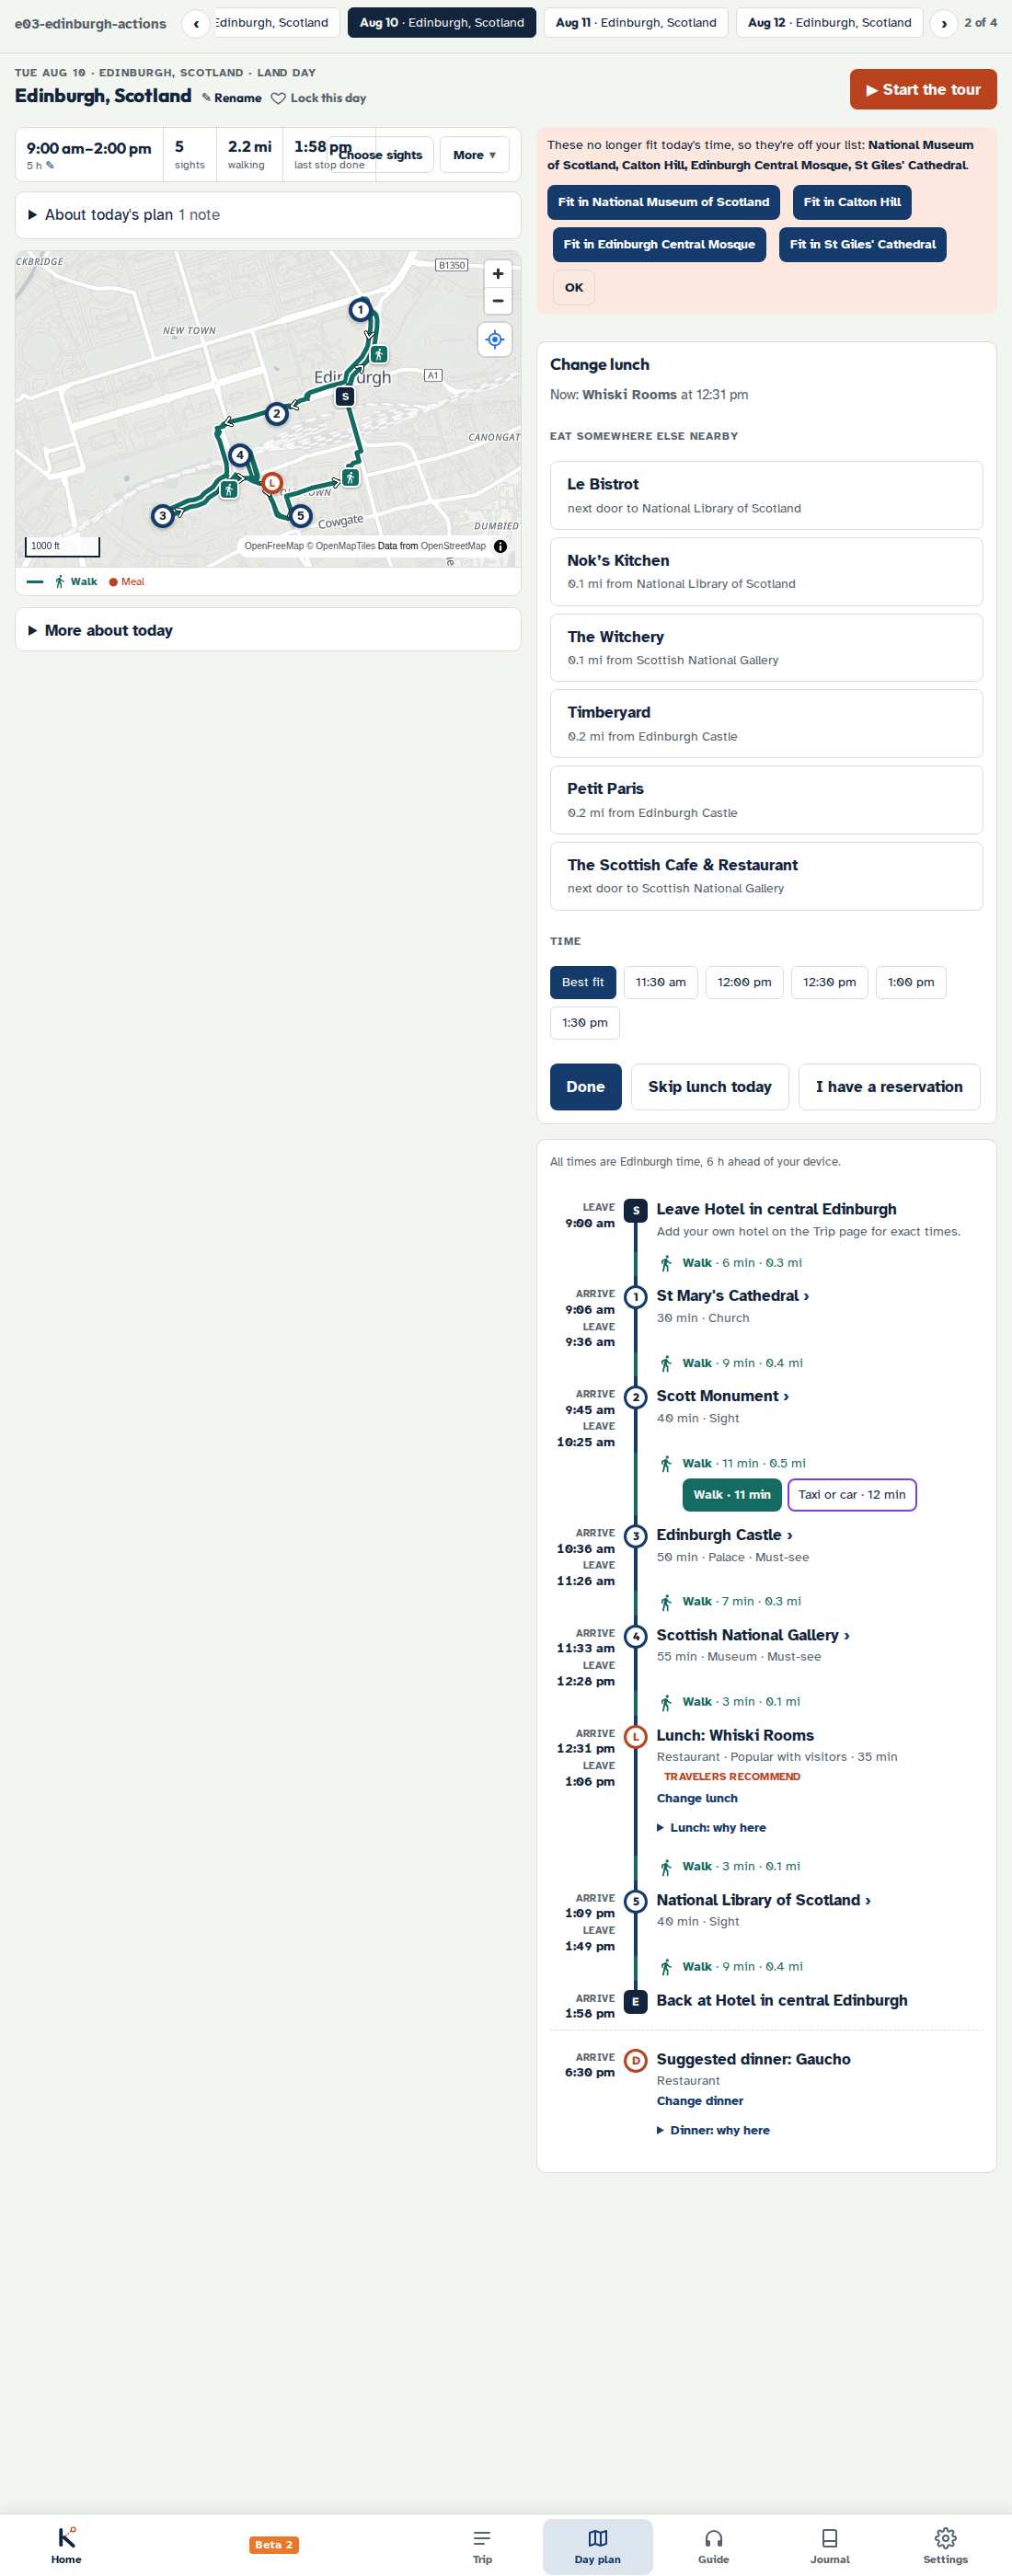 e03-edinburgh-actions
‹
Edinburgh, Scotland
Aug 10 · Edinburgh, Scotland
Aug 11 · Edinburgh, Scotland
Aug 12 · Edinburgh, Scotland
›
2 of 4
TUE AUG 10 · EDINBURGH, SCOTLAND · LAND DAY
Edinburgh, Scotland ✎ Rename Lock this day
▶ Start the tour
9:00 am–2:00 pm
5 h ✎
5
sights
2.2 mi
walking
1:58 pm
last stop done
Choose sights
More ▼
▶ About today's plan 1 note
CKBRIDGE
B1350
+
−
NEW TOWN
1
Edinburgh
A1
S
2
CANONGAT
4
L
3
5
Cowgate
DUMBIED
1000 ft
OpenFreeMap © OpenMapTiles Data from OpenStreetMap
Walk Meal
▶ More about today
These no longer fit today's time, so they're off your list: National Museum
of Scotland, Calton Hill, Edinburgh Central Mosque, St Giles' Cathedral.
Fit in National Museum of Scotland
Fit in Calton Hill
Fit in Edinburgh Central Mosque
Fit in St Giles' Cathedral
OK
Change lunch
Now: Whiski Rooms at 12:31 pm
EAT SOMEWHERE ELSE NEARBY
Le Bistrot
next door to National Library of Scotland
Nok's Kitchen
0.1 mi from National Library of Scotland
The Witchery
0.1 mi from Scottish National Gallery
Timberyard
0.2 mi from Edinburgh Castle
Petit Paris
0.2 mi from Edinburgh Castle
The Scottish Cafe & Restaurant
next door to Scottish National Gallery
TIME
Best fit
11:30 am
12:00 pm
12:30 pm
1:00 pm
1:30 pm
Done
Skip lunch today
I have a reservation
All times are Edinburgh time, 6 h ahead of your device.
LEAVE
9:00 am
S
Leave Hotel in central Edinburgh
Add your own hotel on the Trip page for exact times.
Walk · 6 min · 0.3 mi
ARRIVE
9:06 am
LEAVE
9:36 am
1
St Mary's Cathedral ›
30 min · Church
Walk · 9 min · 0.4 mi
ARRIVE
9:45 am
LEAVE
10:25 am
2
Scott Monument ›
40 min · Sight
Walk · 11 min · 0.5 mi
Walk · 11 min
Taxi or car · 12 min
ARRIVE
10:36 am
LEAVE
11:26 am
3
Edinburgh Castle ›
50 min · Palace · Must-see
Walk · 7 min · 0.3 mi
ARRIVE
11:33 am
LEAVE
12:28 pm
4
Scottish National Gallery ›
55 min · Museum · Must-see
Walk · 3 min · 0.1 mi
ARRIVE
12:31 pm
LEAVE
1:06 pm
L
Lunch: Whiski Rooms
Restaurant · Popular with visitors · 35 min
TRAVELERS RECOMMEND
Change lunch
▶ Lunch: why here
Walk · 3 min · 0.1 mi
ARRIVE
1:09 pm
LEAVE
1:49 pm
5
National Library of Scotland ›
40 min · Sight
Walk · 9 min · 0.4 mi
ARRIVE
1:58 pm
E
Back at Hotel in central Edinburgh
ARRIVE
6:30 pm
D
Suggested dinner: Gaucho
Restaurant
Change dinner
▶ Dinner: why here
Home
Beta 2
Trip
Day plan
Guide
Journal
Settings